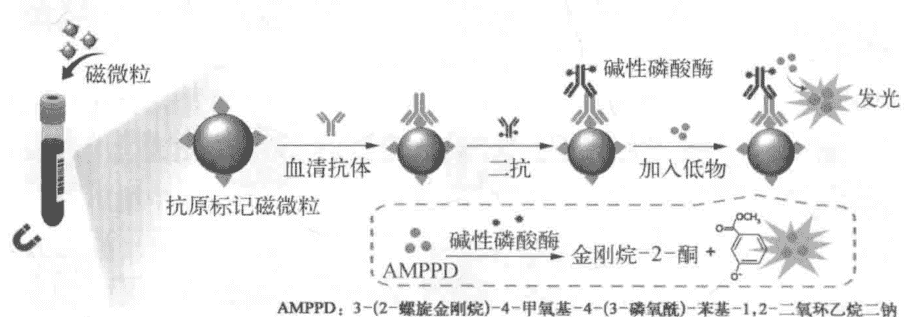 磁微粒
抗原标记磁微粒
血清抗体
二抗
碱性磷酸酶
加入低物
发光
AMPPD
碱性磷酸酶
金刚烷-2-酮 +
O
O
CH₃
O⁻
AMPPD：3-(2-螺旋金刚烷)-4-甲氧基-4-(3-磷氧酰)-苯基-1,2-二氧环乙烷二钠